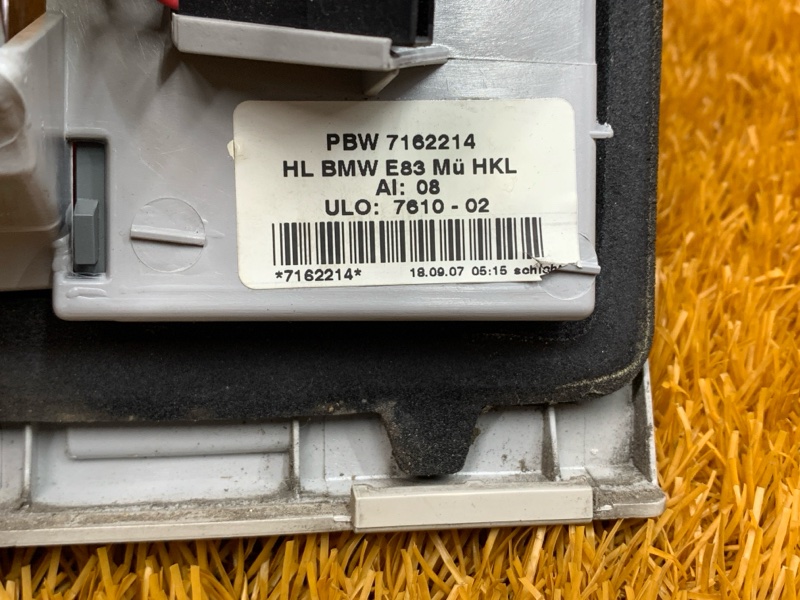 PBW 7162214
HL BMW E83 Mü HKL
AI: 08
ULO: 7610 - 02
*7162214* 18.09.07 05:15